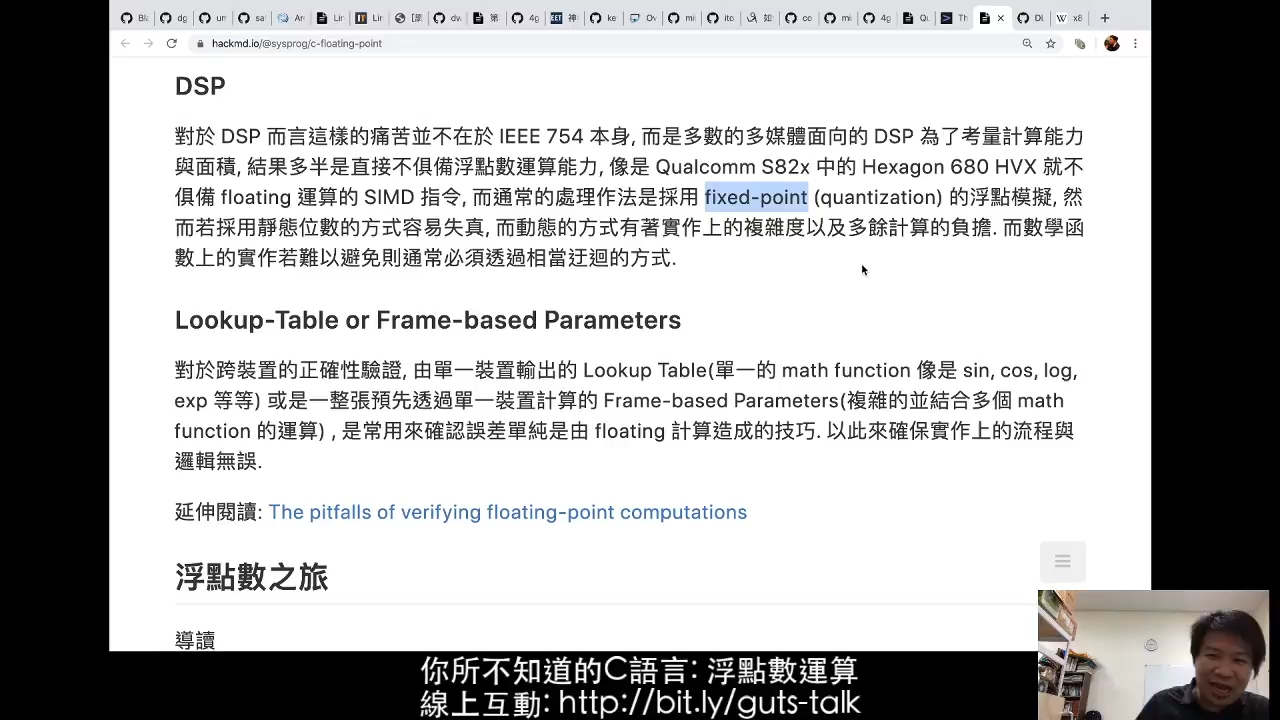 hackmd.io/@sysprog/c-floating-point
DSP
對於 DSP 而言這樣的痛苦並不在於 IEEE 754 本身, 而是多數的多媒體面向的 DSP 為了考量計算能力
與面積, 結果多半是直接不俱備浮點數運算能力, 像是 Qualcomm S82x 中的 Hexagon 680 HVX 就不
俱備 floating 運算的 SIMD 指令, 而通常的處理作法是採用 fixed-point (quantization) 的浮點模擬, 然
而若採用靜態位數的方式容易失真, 而動態的方式有著實作上的複雜度以及多餘計算的負擔. 而數學函
數上的實作若難以避免則通常必須透過相當迂迴的方式.
Lookup-Table or Frame-based Parameters
對於跨裝置的正確性驗證, 由單一裝置輸出的 Lookup Table(單一的 math function 像是 sin, cos, log,
exp 等等) 或是一整張預先透過單一裝置計算的 Frame-based Parameters(複雜的並結合多個 math
function 的運算) , 是常用來確認誤差單純是由 floating 計算造成的技巧. 以此來確保實作上的流程與
邏輯無誤.
延伸閱讀: The pitfalls of verifying floating-point computations
浮點數之旅
導讀
你所不知道的C語言: 浮點數運算
線上互動: http://bit.ly/guts-talk